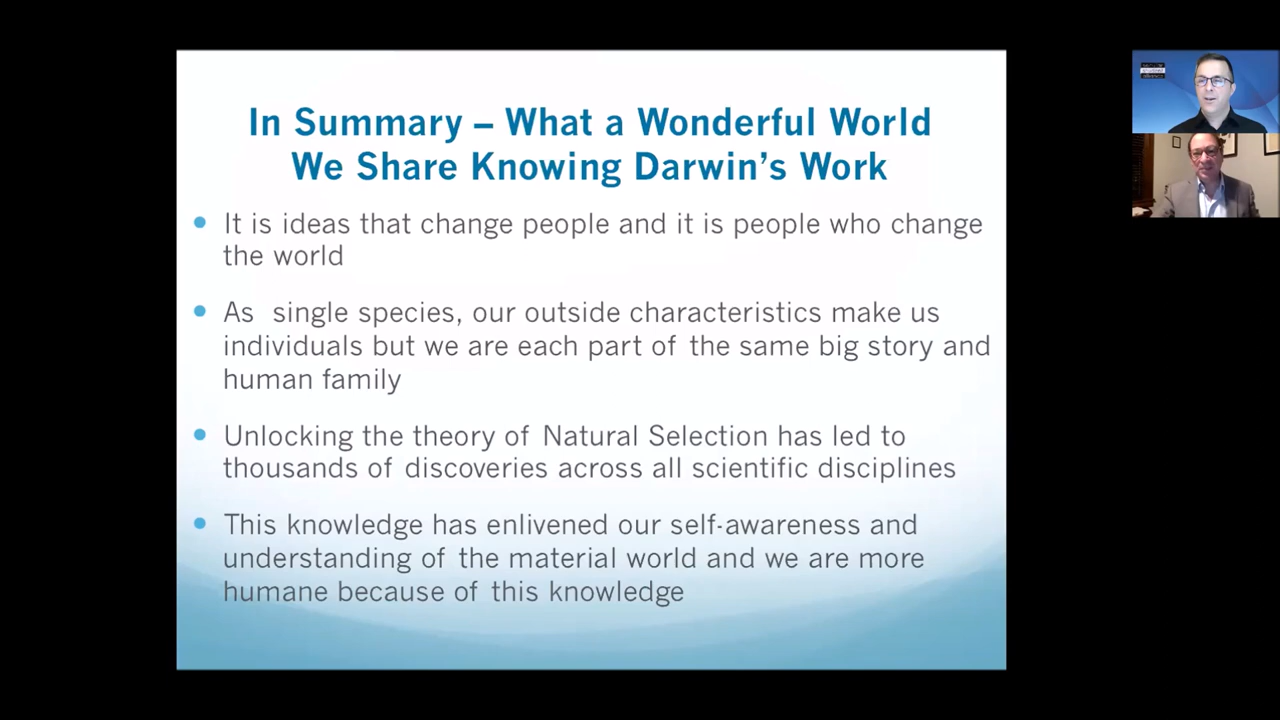 In Summary – What a Wonderful World
We Share Knowing Darwin's Work
• It is ideas that change people and it is people who change
the world
• As  single species, our outside characteristics make us
individuals but we are each part of the same big story and
human family
• Unlocking the theory of Natural Selection has led to
thousands of discoveries across all scientific disciplines
• This knowledge has enlivened our self-awareness and
understanding of the material world and we are more
humane because of this knowledge